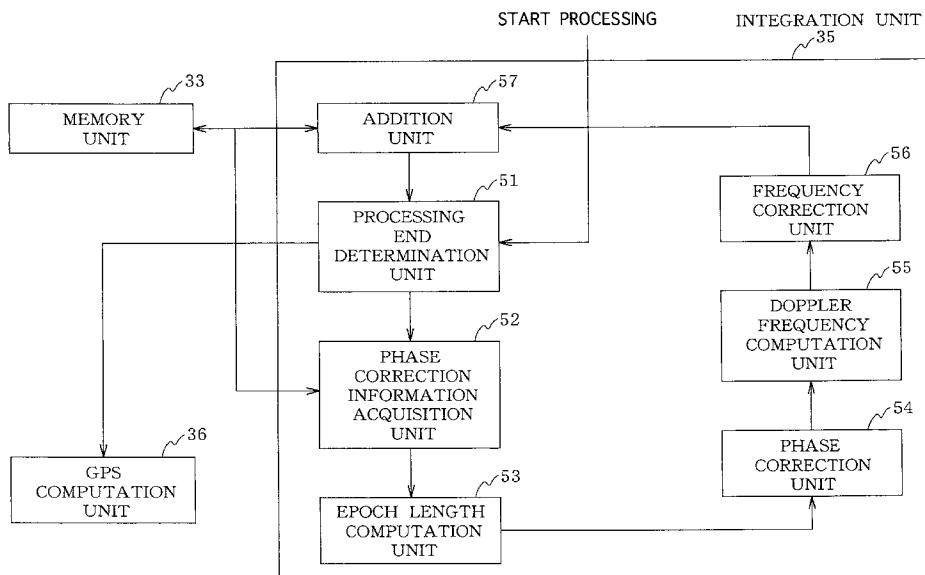 START PROCESSING
INTEGRATION UNIT
35
33
MEMORY
UNIT
57
ADDITION
UNIT
51
PROCESSING
END
DETERMINATION
UNIT
56
FREQUENCY
CORRECTION
UNIT
55
DOPPLER
FREQUENCY
COMPUTATION
UNIT
52
PHASE
CORRECTION
INFORMATION
ACQUISITION
UNIT
54
PHASE
CORRECTION
UNIT
36
GPS
COMPUTATION
UNIT
53
EPOCH LENGTH
COMPUTATION
UNIT